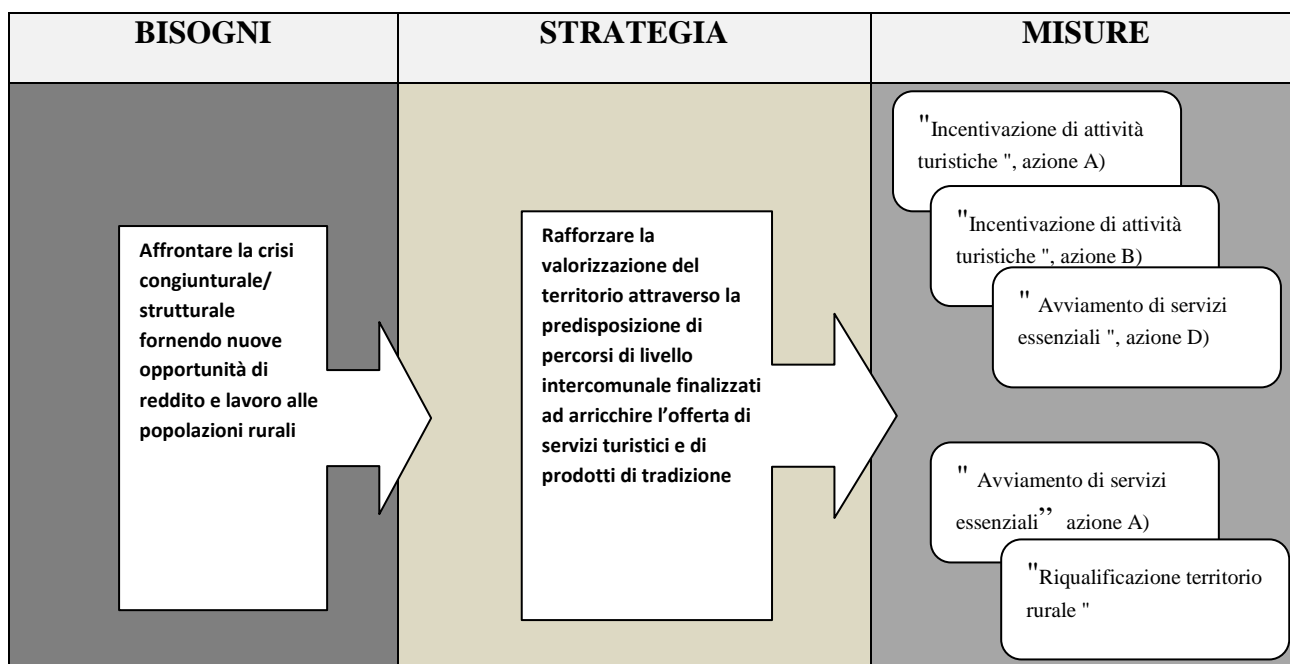 BISOGNI
STRATEGIA
MISURE
Affrontare la crisi
congiunturale/
strutturale
fornendo nuove
opportunità di
reddito e lavoro alle
popolazioni rurali
Rafforzare la
valorizzazione del
territorio attraverso la
predisposizione di
percorsi di livello
intercomunale finalizzati
ad arricchire l’offerta di
servizi turistici e di
prodotti di tradizione
"Incentivazione di attività
turistiche ", azione A)
"Incentivazione di attività
turistiche ", azione B)
" Avviamento di servizi
essenziali ", azione D)
" Avviamento di servizi
essenziali” azione A)
"Riqualificazione territorio
rurale "